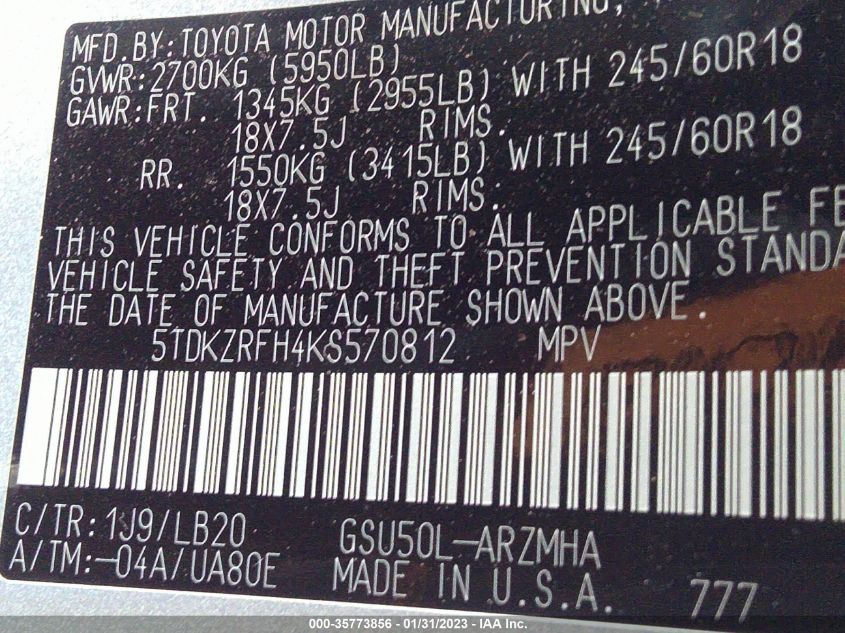 MFD.BY:TOYOTA MOTOR MANUFACTURING,
GVWR:2700KG (5950LB)
GAWR:FRT. 1345KG (2955LB) WITH 245/60R18
18X7.5J RIMS.
RR. 1550KG (3415LB) WITH 245/60R18
18X7.5J RIMS.
THIS VEHICLE CONFORMS TO ALL APPLICABLE FE
VEHICLE SAFETY AND THEFT PREVENTION STANDA
THE DATE OF MANUFACTURE SHOWN ABOVE.
5TDKZRFH4KS570812 MPV
C/TR:1J9/LB20 GSU50L-ARZMHA
A/TM:-04A/UA80E MADE IN U.S.A. 777
000-35773856 - 01/31/2023 - IAA Inc.